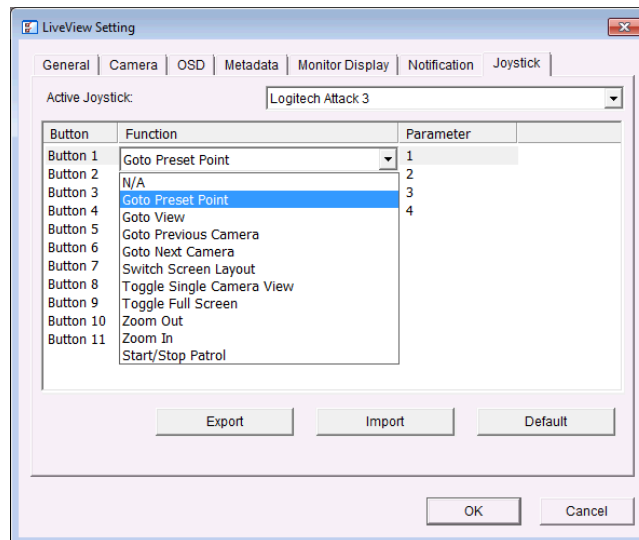 LiveView Setting
General Camera OSD Metadata Monitor Display Notification Joystick
Active Joystick: Logitech Attack 3
Button Function Parameter
Button 1 Goto Preset Point 1
Button 2 N/A 2
Button 3 Goto Preset Point 3
Button 4 Goto View 4
Button 5 Goto Previous Camera
Button 6 Goto Next Camera
Button 7 Switch Screen Layout
Button 8 Toggle Single Camera View
Button 9 Toggle Full Screen
Button 10 Zoom Out
Button 11 Zoom In
Start/Stop Patrol
Export Import Default
OK Cancel